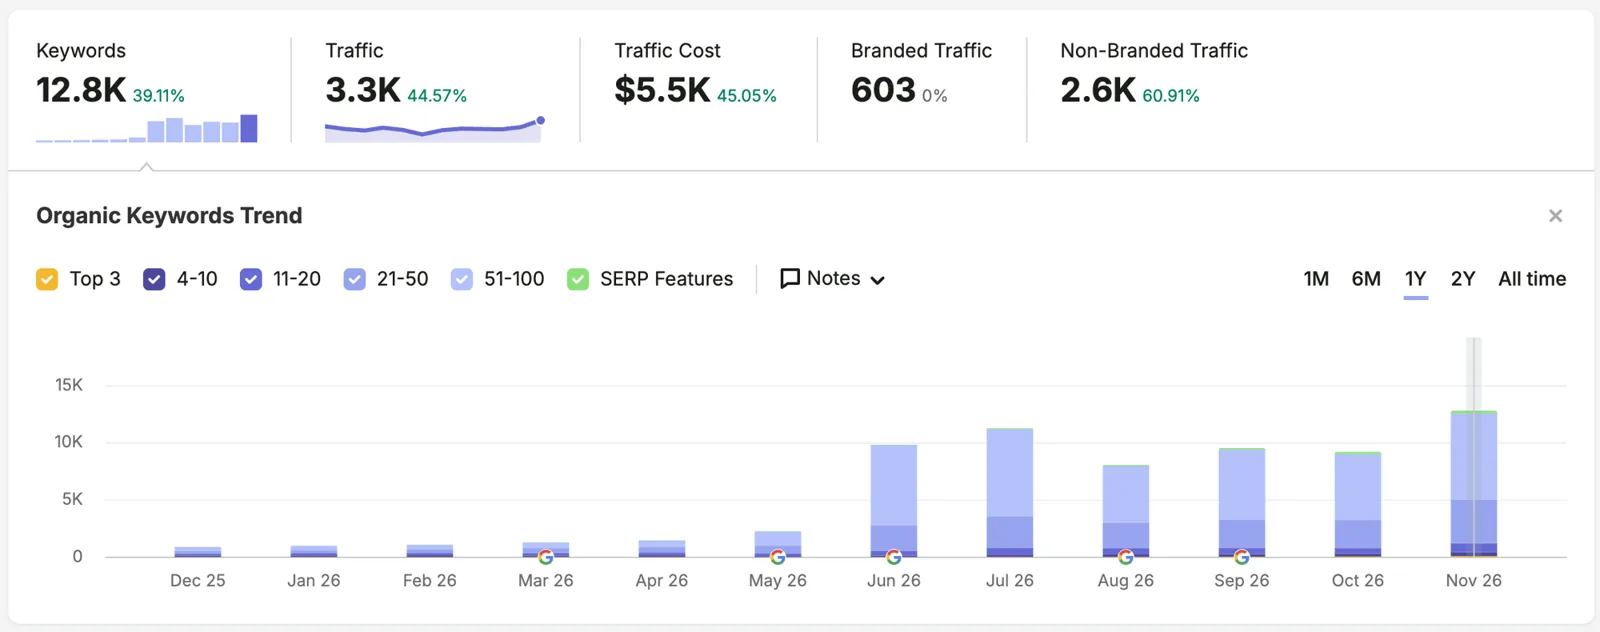 Keywords
12.8K 39.11%
Traffic
3.3K 44.57%
Traffic Cost
$5.5K 45.05%
Branded Traffic
603 0%
Non-Branded Traffic
2.6K 60.91%
Organic Keywords Trend
Top 3 4-10 11-20 21-50 51-100 SERP Features Notes 1M 6M 1Y 2Y All time
15K
10K
5K
0
Dec 25 Jan 26 Feb 26 Mar 26 Apr 26 May 26 Jun 26 Jul 26 Aug 26 Sep 26 Oct 26 Nov 26